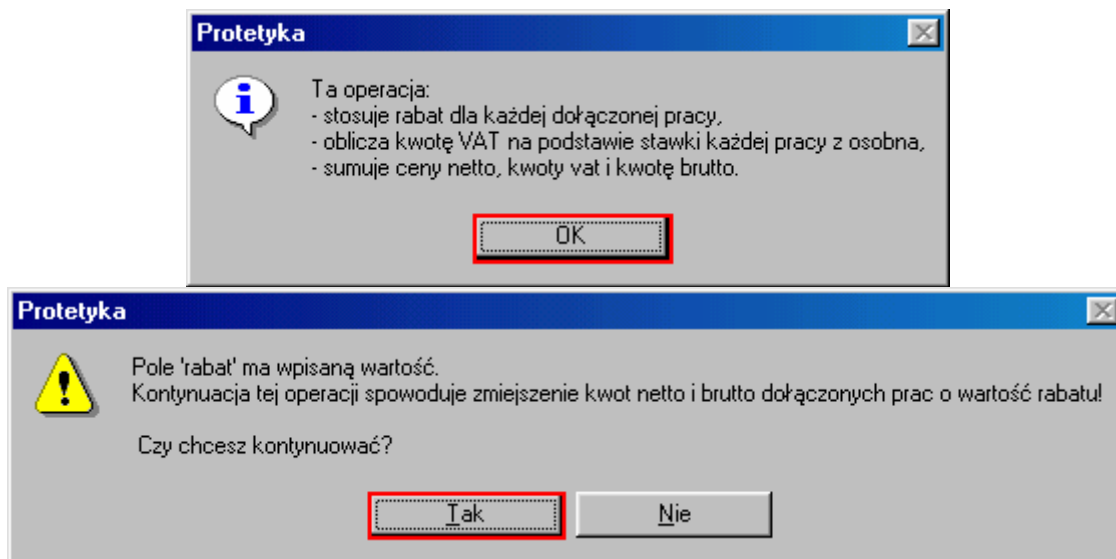 Protetyka
Ta operacja:
- stosuje rabat dla każdej dołączonej pracy,
- oblicza kwotę VAT na podstawie stawki każdej pracy z osobna,
- sumuje ceny netto, kwoty vat i kwotę brutto.
OK
Protetyka
Pole 'rabat' ma wpisaną wartość.
Kontynuacja tej operacji spowoduje zmiejszenie kwot netto i brutto dołączonych prac o wartość rabatu!
Czy chcesz kontynuować?
Tak
Nie